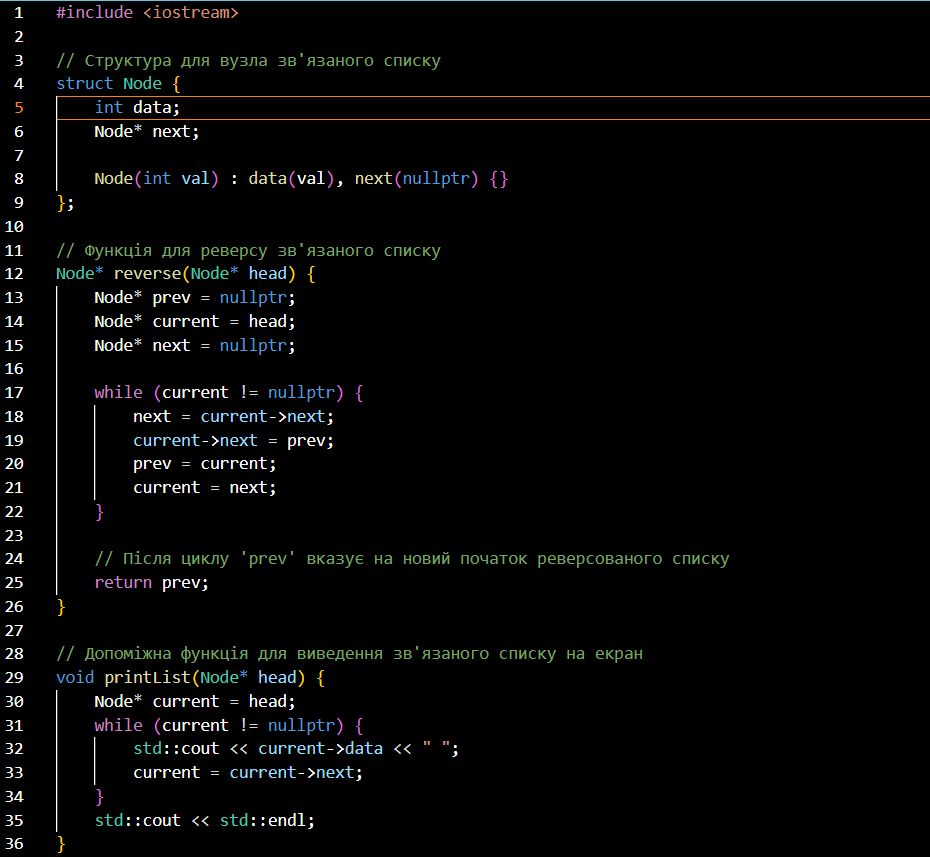 1 #include <iostream>
2
3 // Структура для вузла зв'язаного списку
4 struct Node {
5     int data;
6     Node* next;
7
8     Node(int val) : data(val), next(nullptr) {}
9 };
10
11 // Функція для реверсу зв'язаного списку
12 Node* reverse(Node* head) {
13     Node* prev = nullptr;
14     Node* current = head;
15     Node* next = nullptr;
16
17     while (current != nullptr) {
18         next = current->next;
19         current->next = prev;
20         prev = current;
21         current = next;
22     }
23
24     // Після циклу 'prev' вказує на новий початок реверсованого списку
25     return prev;
26 }
27
28 // Допоміжна функція для виведення зв'язаного списку на екран
29 void printList(Node* head) {
30     Node* current = head;
31     while (current != nullptr) {
32         std::cout << current->data << " ";
33         current = current->next;
34     }
35     std::cout << std::endl;
36 }